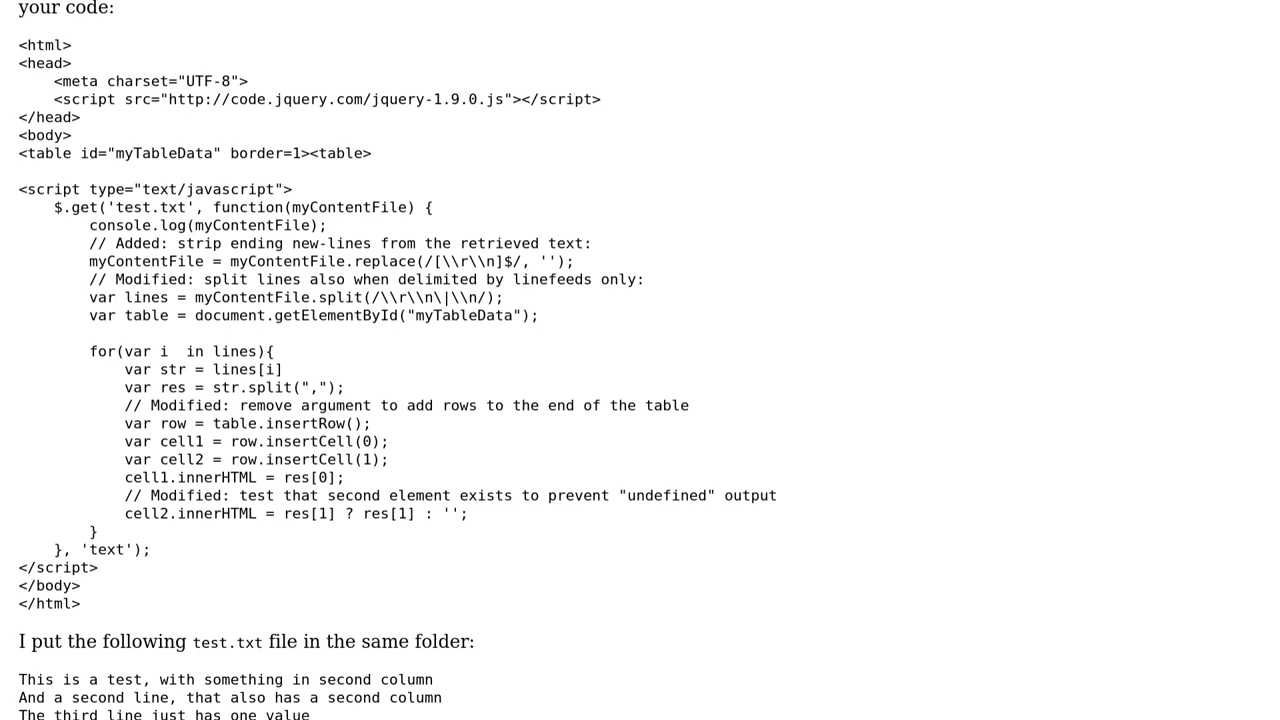 your code:
<html>
<head>
    <meta charset="UTF-8">
    <script src="http://code.jquery.com/jquery-1.9.0.js"></script>
</head>
<body>
<table id="myTableData" border=1><table>
<script type="text/javascript">
    $.get('test.txt', function(myContentFile) {
        console.log(myContentFile);
        // Added: strip ending new-lines from the retrieved text:
        myContentFile = myContentFile.replace(/[\\r\\n]$/, '');
        // Modified: split lines also when delimited by linefeeds only:
        var lines = myContentFile.split(/\\r\\n\|\\n/);
        var table = document.getElementById("myTableData");
        for(var i  in lines){
            var str = lines[i]
            var res = str.split(",");
            // Modified: remove argument to add rows to the end of the table
            var row = table.insertRow();
            var cell1 = row.insertCell(0);
            var cell2 = row.insertCell(1);
            cell1.innerHTML = res[0];
            // Modified: test that second element exists to prevent "undefined" output
            cell2.innerHTML = res[1] ? res[1] : '';
        }
    }, 'text');
</script>
</body>
</html>
I put the following test.txt file in the same folder:
This is a test, with something in second column
And a second line, that also has a second column
The third line just has one value